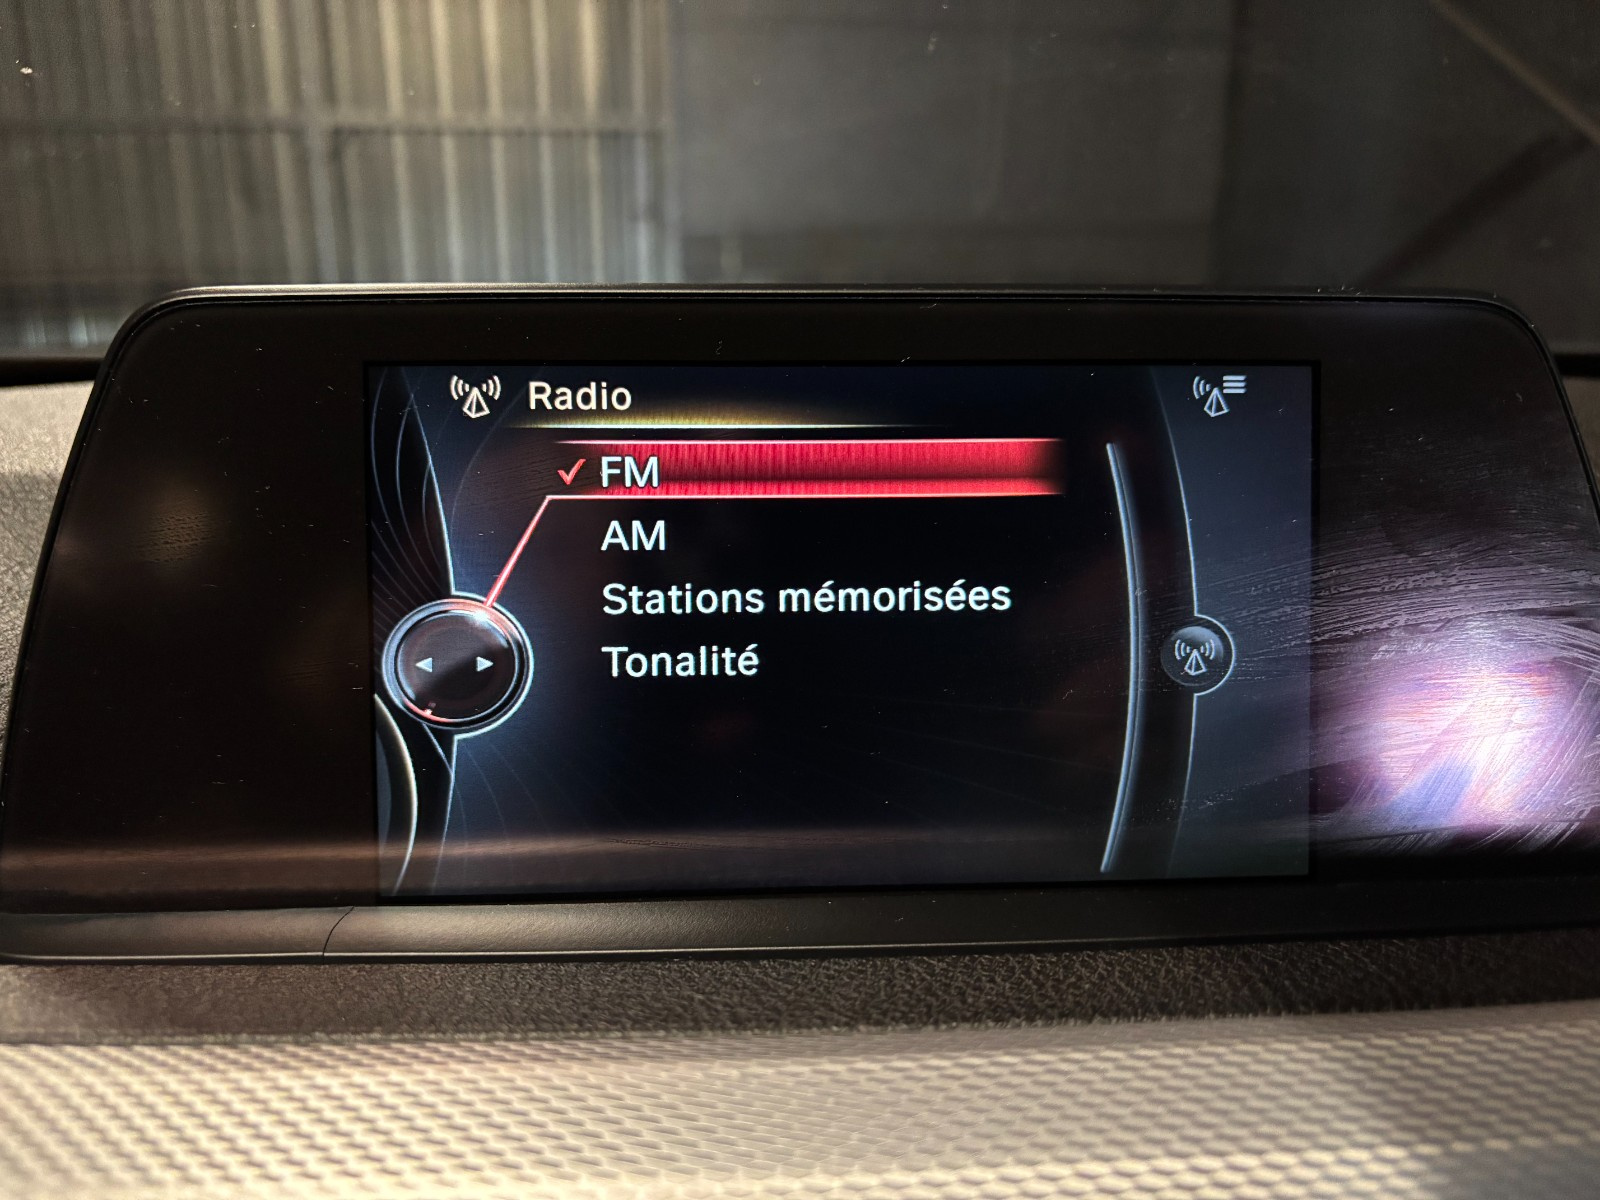 Radio
FM
AM
Stations mémorisées
Tonalité